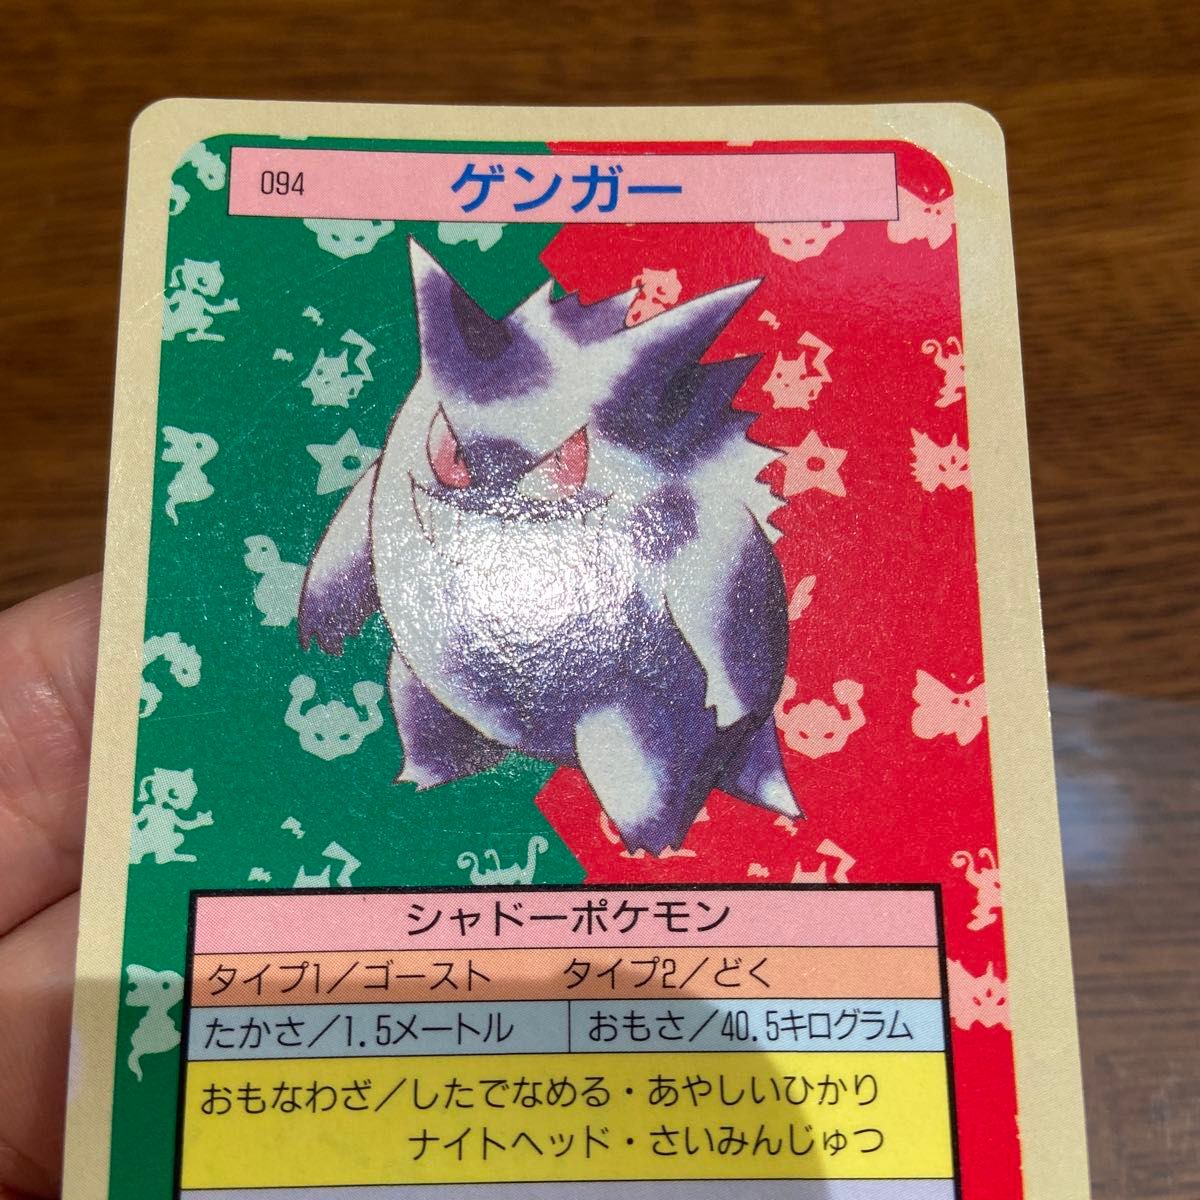 094 ゲンガー
シャドーポケモン
タイプ1/ゴースト タイプ2/どく
たかさ/1.5メートル おもさ/40.5キログラム
おもなわざ/したでなめる・あやしいひかり
ナイトヘッド・さいみんじゅつ